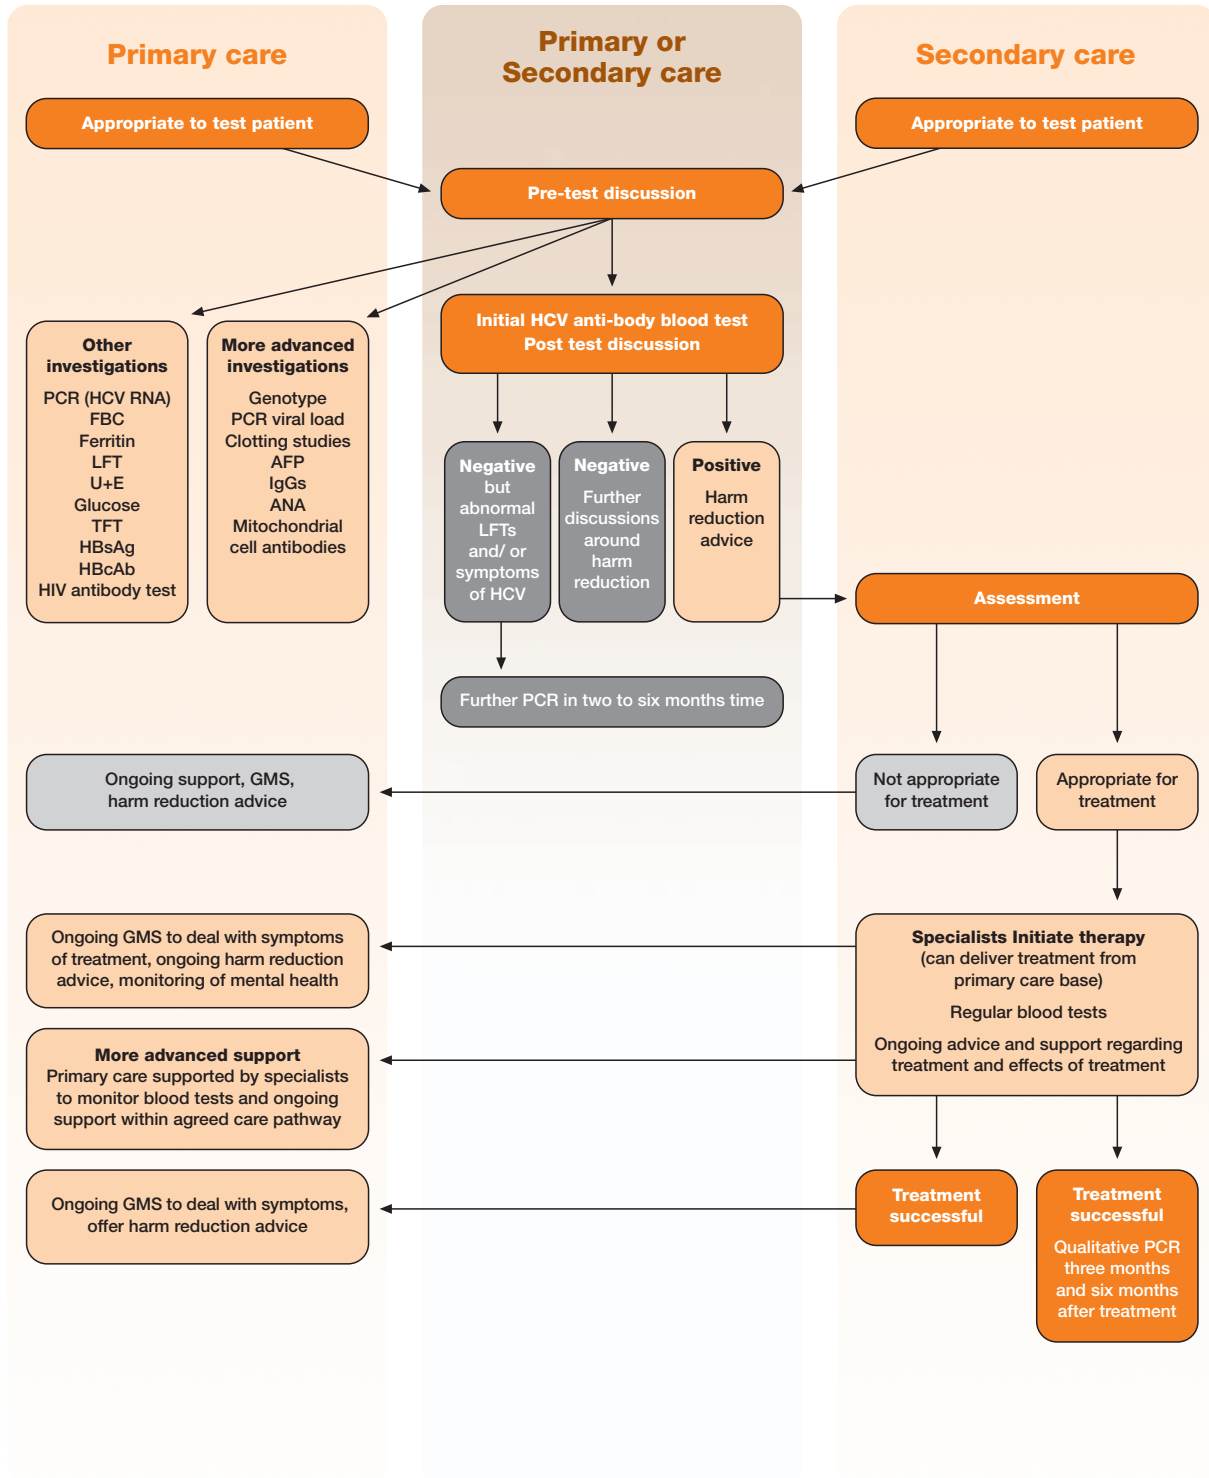 Primary care
Primary or
Secondary care
Secondary care
Appropriate to test patient
Appropriate to test patient
Pre-test discussion
Initial HCV anti-body blood test
Post test discussion
Other
investigations
PCR (HCV RNA)
FBC
Ferritin
LFT
U+E
Glucose
TFT
HBsAg
HBcAb
HIV antibody test
More advanced
investigations
Genotype
PCR viral load
Clotting studies
AFP
IgGs
ANA
Mitochondrial
cell antibodies
Negative
but
abnormal
LFTs
and/ or
symptoms
of HCV
Negative
Further
discussions
around
harm
reduction
Positive
Harm
reduction
advice
Assessment
Further PCR in two to six months time
Ongoing support, GMS,
harm reduction advice
Not appropriate
for treatment
Appropriate for
treatment
Ongoing GMS to deal with symptoms
of treatment, ongoing harm reduction
advice, monitoring of mental health
Specialists Initiate therapy
(can deliver treatment from
primary care base)
Regular blood tests
Ongoing advice and support regarding
treatment and effects of treatment
More advanced support
Primary care supported by specialists
to monitor blood tests and ongoing
support within agreed care pathway
Ongoing GMS to deal with symptoms,
offer harm reduction advice
Treatment
successful
Treatment
successful
Qualitative PCR
three months
and six months
after treatment